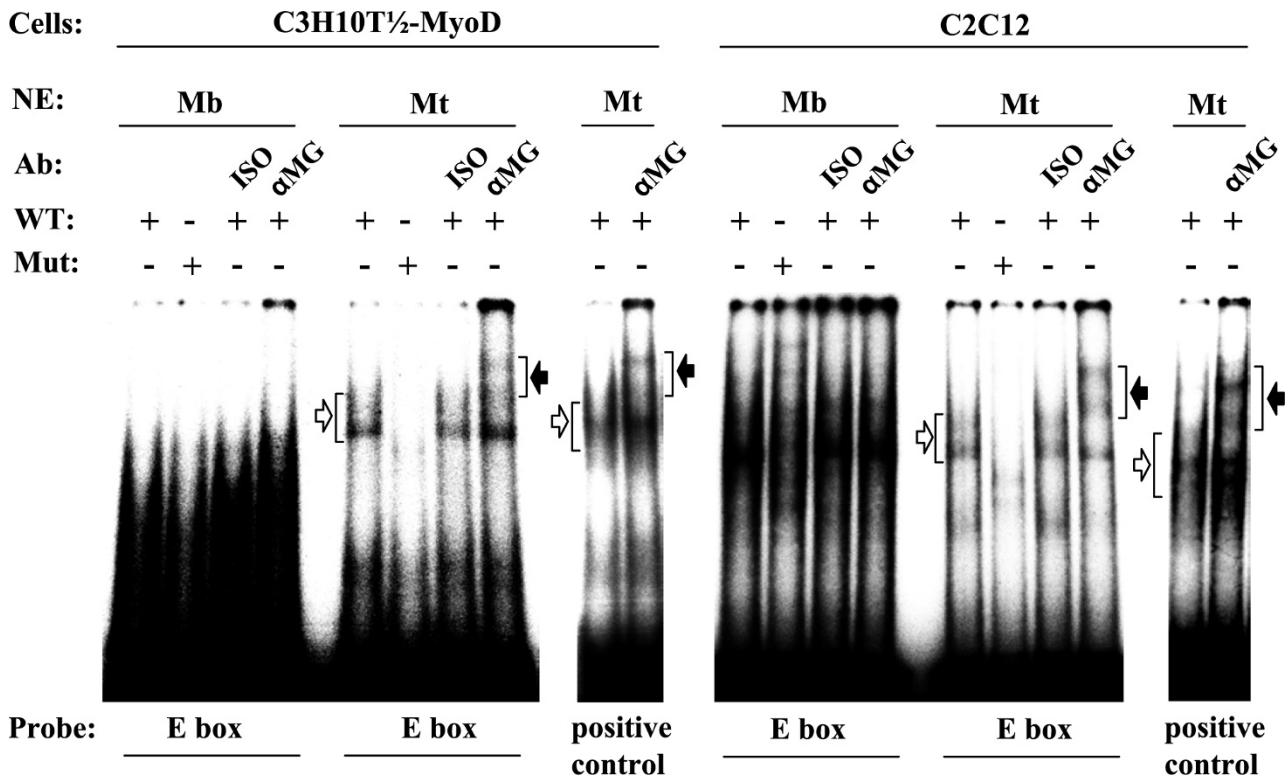 Cells: C3H10T½-MyoD C2C12
NE: Mb Mt Mt Mb Mt Mt
Ab: ISO αMG ISO αMG αMG ISO αMG ISO αMG αMG
WT: + - + + + - + + + + + - + + + - + + + +
Mut: - + - - - + - - - - - + - - - + - - - -
Probe: E box E box positive control E box E box positive control